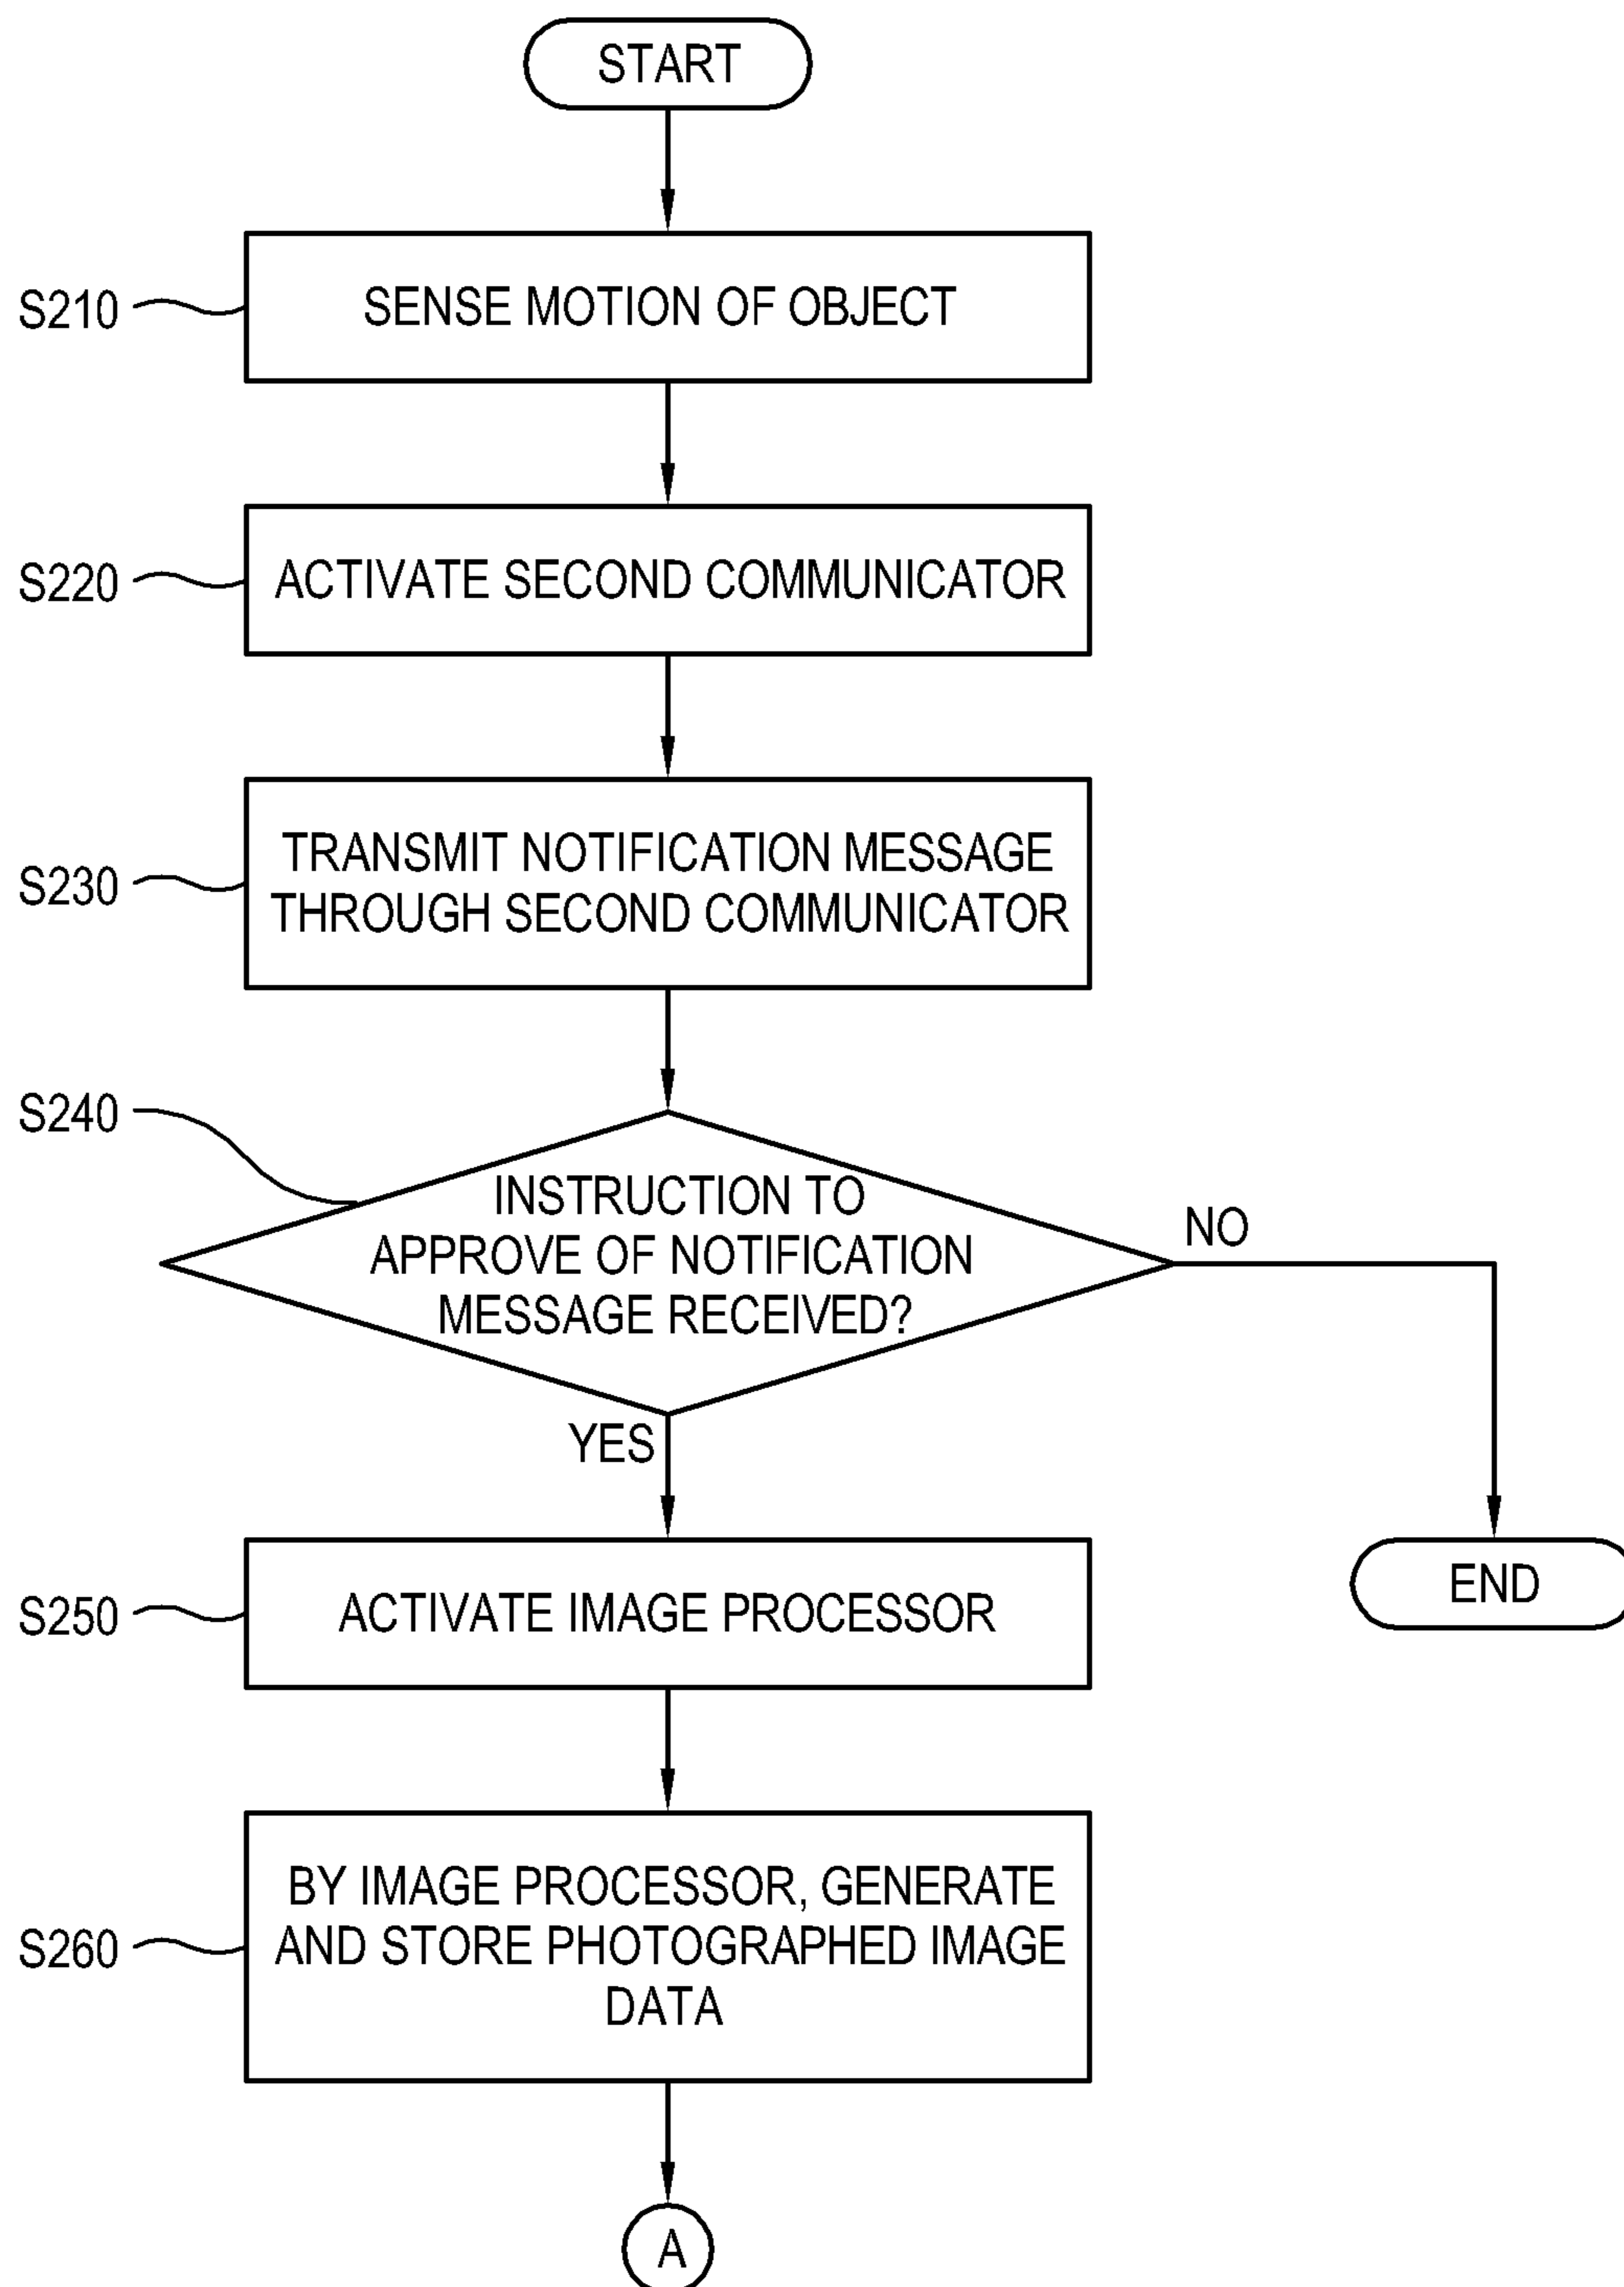 START
S210
SENSE MOTION OF OBJECT
S220
ACTIVATE SECOND COMMUNICATOR
S230
TRANSMIT NOTIFICATION MESSAGE
THROUGH SECOND COMMUNICATOR
S240
INSTRUCTION TO
APPROVE OF NOTIFICATION
MESSAGE RECEIVED?
NO
YES
END
S250
ACTIVATE IMAGE PROCESSOR
S260
BY IMAGE PROCESSOR, GENERATE
AND STORE PHOTOGRAPHED IMAGE
DATA
A